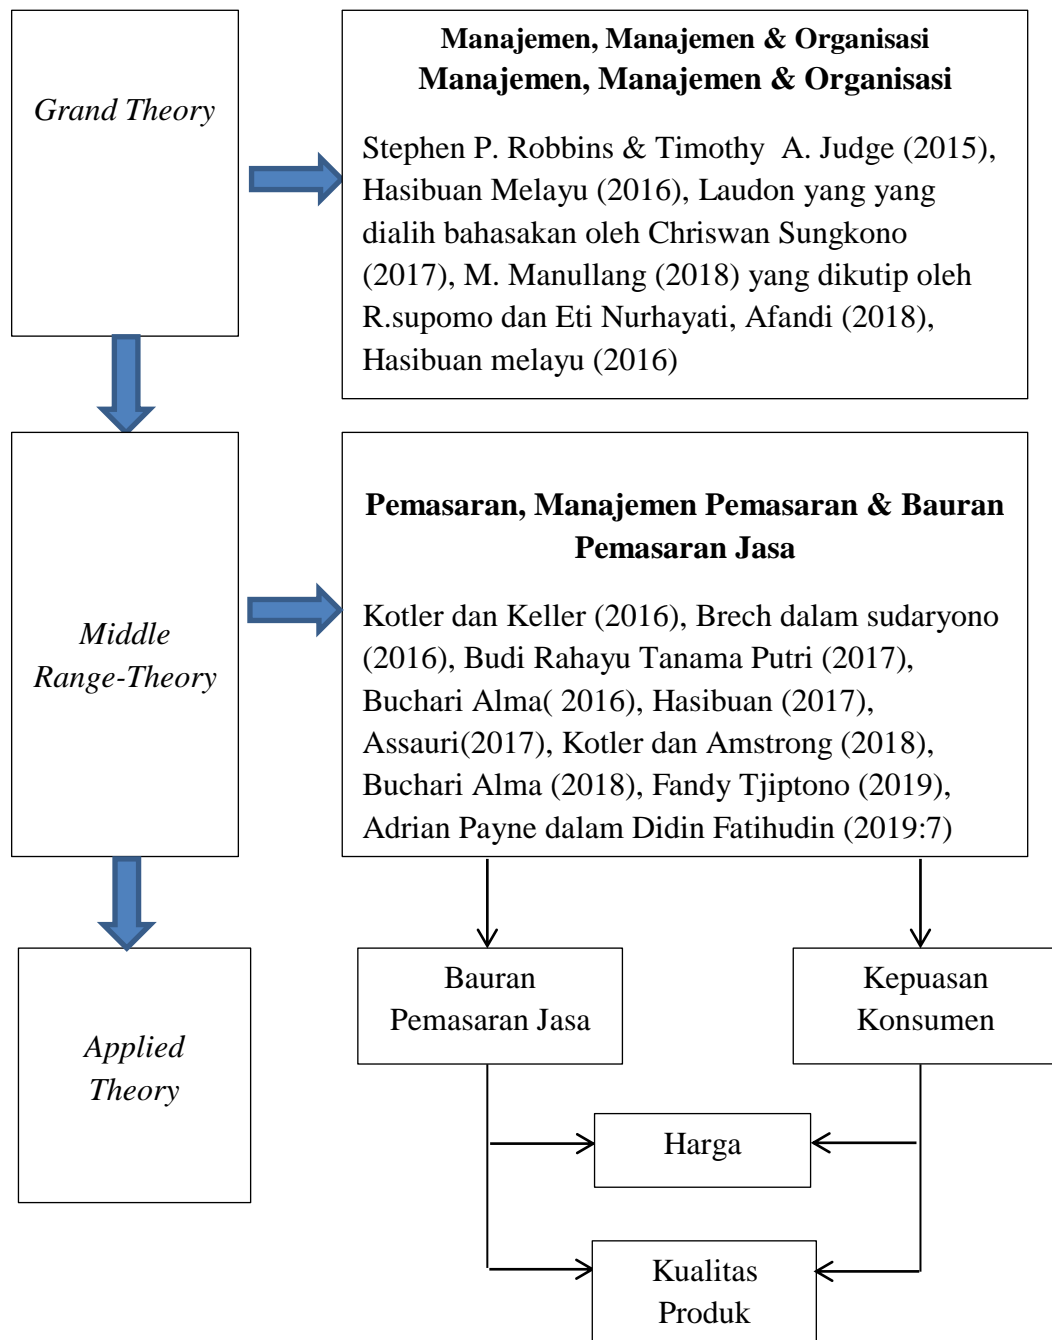 Manajemen, Manajemen & Organisasi
Manajemen, Manajemen & Organisasi
Grand Theory
Stephen P. Robbins & Timothy A. Judge (2015),
Hasibuan Melayu (2016), Laudon yang yang
dialih bahasakan oleh Chriswan Sungkono
(2017), M. Manullang (2018) yang dikutip oleh
R.supomo dan Eti Nurhayati, Afandi (2018),
Hasibuan melayu (2016)
Middle
Range-Theory
Pemasaran, Manajemen Pemasaran & Bauran
Pemasaran Jasa
Kotler dan Keller (2016), Brech dalam sudaryono
(2016), Budi Rahayu Tanama Putri (2017),
Buchari Alma( 2016), Hasibuan (2017),
Assauri(2017), Kotler dan Amstrong (2018),
Buchari Alma (2018), Fandy Tjiptono (2019),
Adrian Payne dalam Didin Fatihudin (2019:7)
Applied
Theory
Bauran
Pemasaran Jasa
Kepuasan
Konsumen
Harga
Kualitas
Produk